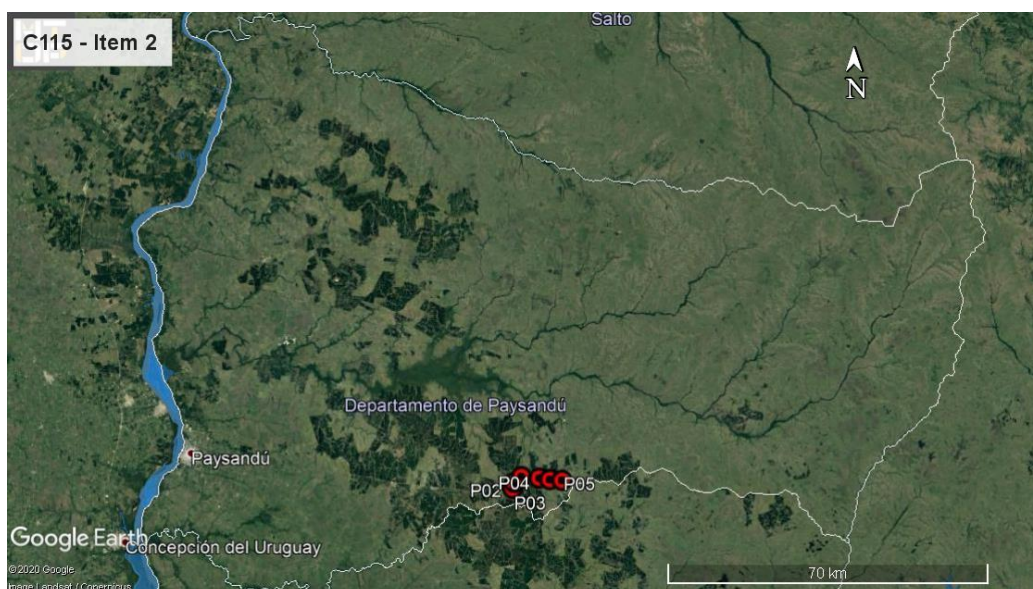 Salto
C115 - Item 2
N
Departamento de Paysandú
Paysandú
P04
P02
P05
P03
Google Earth
Concepción del Uruguay
©2020 Google
Image Landsat / Copernicus
70 km